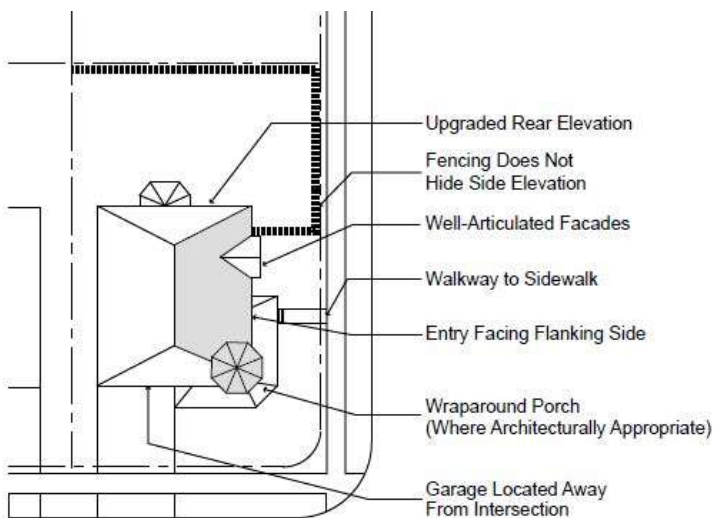 Upgraded Rear Elevation
Fencing Does Not
Hide Side Elevation
Well-Articulated Facades
Walkway to Sidewalk
Entry Facing Flanking Side
Wraparound Porch
(Where Architecturally Appropriate)
Garage Located Away
From Intersection